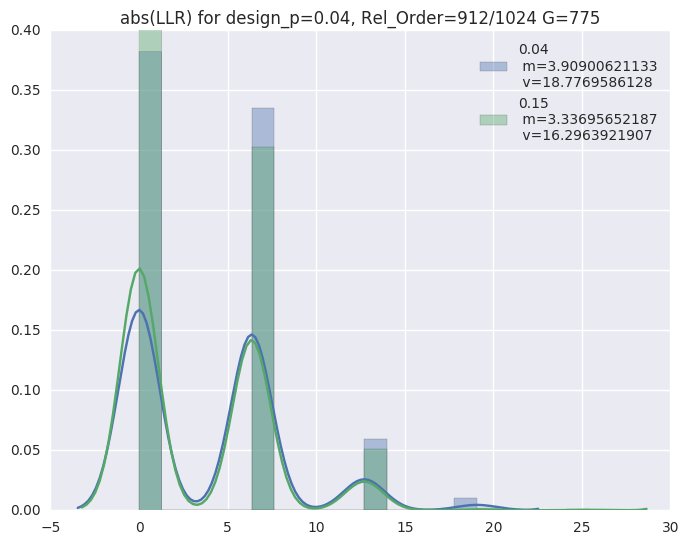 abs(LLR) for design_p=0.04, Rel_Order=912/1024 G=775
0.04
m=3.90900621133
v=18.7769586128
0.15
m=3.33695652187
v=16.2963921907
0.40
0.35
0.30
0.25
0.20
0.15
0.10
0.05
0.00
−5 0 5 10 15 20 25 30